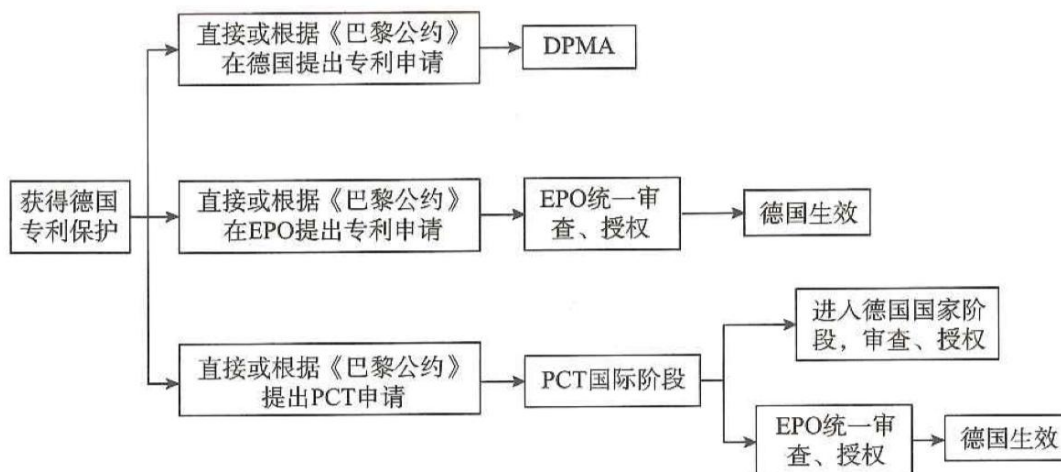 直接或根据《巴黎公约》
在德国提出专利申请
DPMA
获得德国
专利保护
直接或根据《巴黎公约》
在EPO提出专利申请
EPO统一审
查、授权
德国生效
直接或根据《巴黎公约》
提出PCT申请
PCT国际阶段
进入德国国家阶
段，审查、授权
EPO统一审
查、授权
德国生效